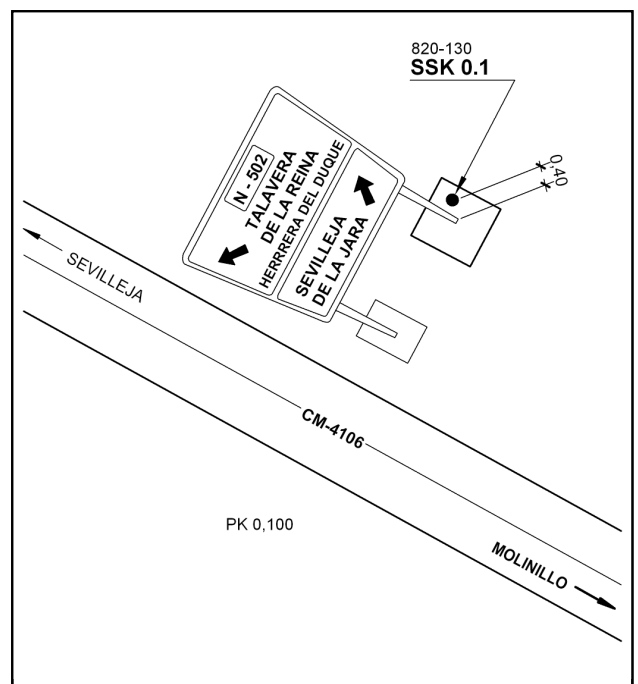 820-130
SSK 0.1
0,40
N - 502
TALAVERA
DE LA REINA
HERRRERA DEL DUQUE
SEVILLEJA
DE LA JARA
SEVILLEJA
CM-4106
PK 0,100
MOLINILLO